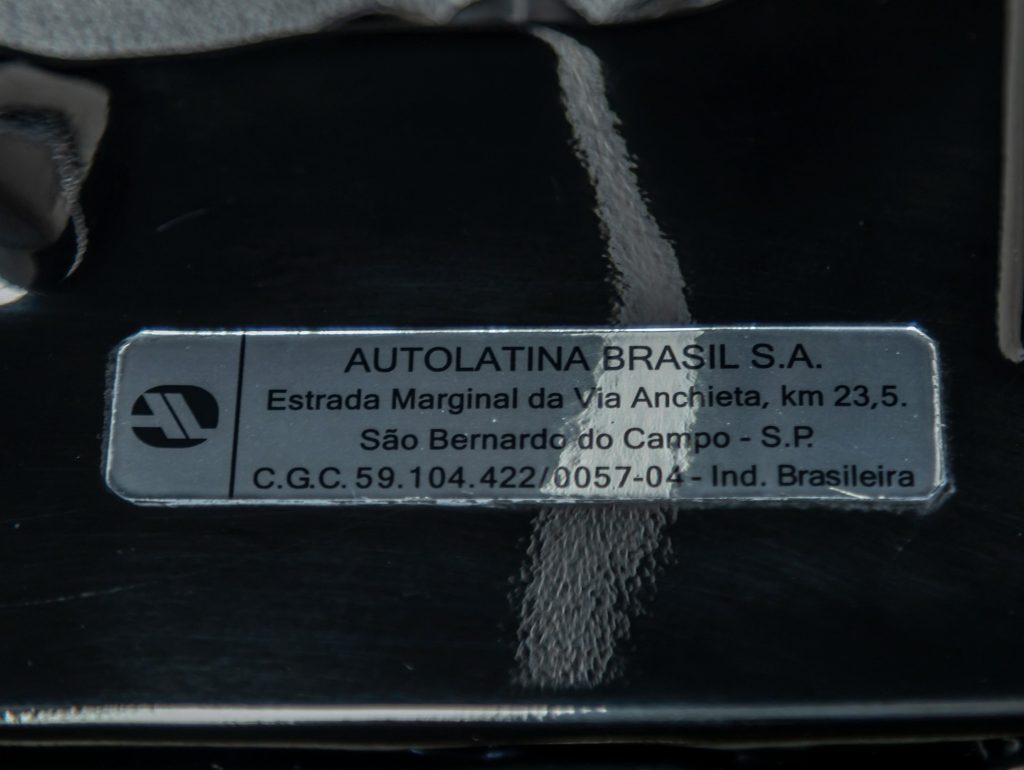 AUTOLATINA BRASIL S.A.
Estrada Marginal da Via Anchieta, km 23,5.
São Bernardo do Campo - S.P.
C.G.C. 59.104.422/0057-04 - Ind. Brasileira